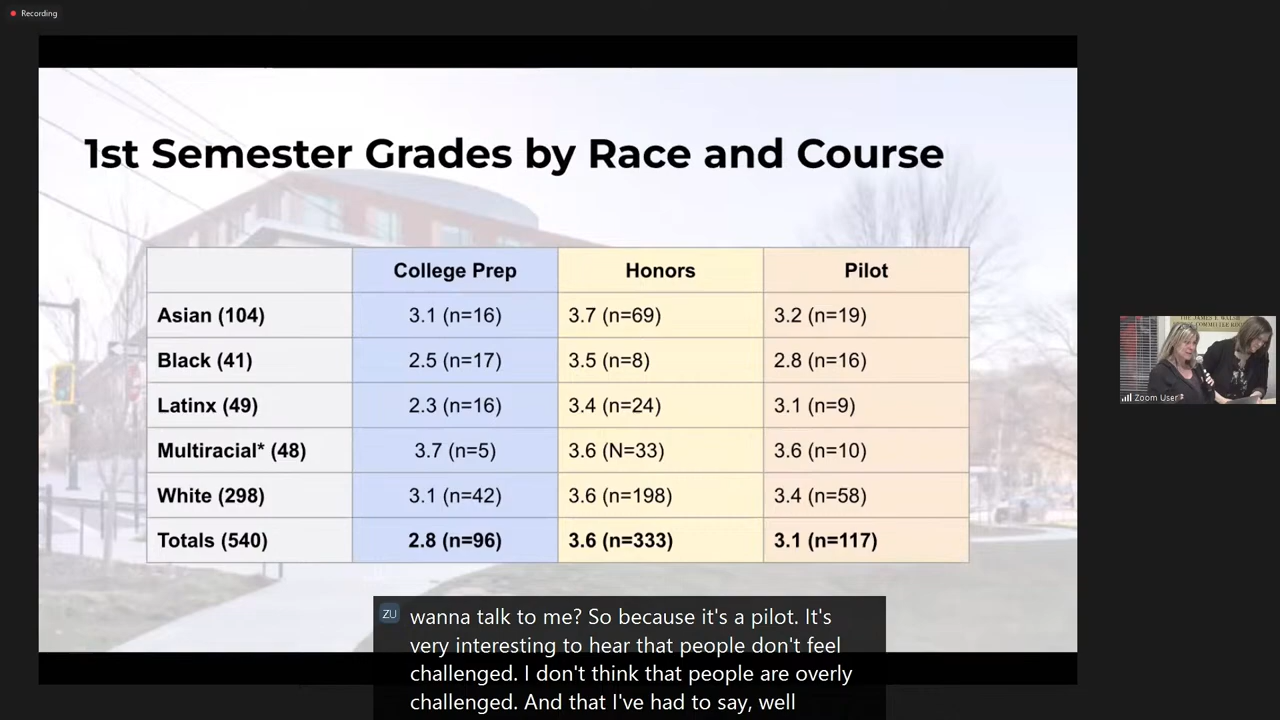 Recording
1st Semester Grades by Race and Course
College Prep Honors Pilot
Asian (104) 3.1 (n=16) 3.7 (n=69) 3.2 (n=19)
Black (41) 2.5 (n=17) 3.5 (n=8) 2.8 (n=16)
Latinx (49) 2.3 (n=16) 3.4 (n=24) 3.1 (n=9)
Multiracial* (48) 3.7 (n=5) 3.6 (N=33) 3.6 (n=10)
White (298) 3.1 (n=42) 3.6 (n=198) 3.4 (n=58)
Totals (540) 2.8 (n=96) 3.6 (n=333) 3.1 (n=117)
THE JAMES F.
COMMITTEE
Zoom User
ZU wanna talk to me? So because it's a pilot. It's
very interesting to hear that people don't feel
challenged. I don't think that people are overly
challenged. And that I've had to say, well